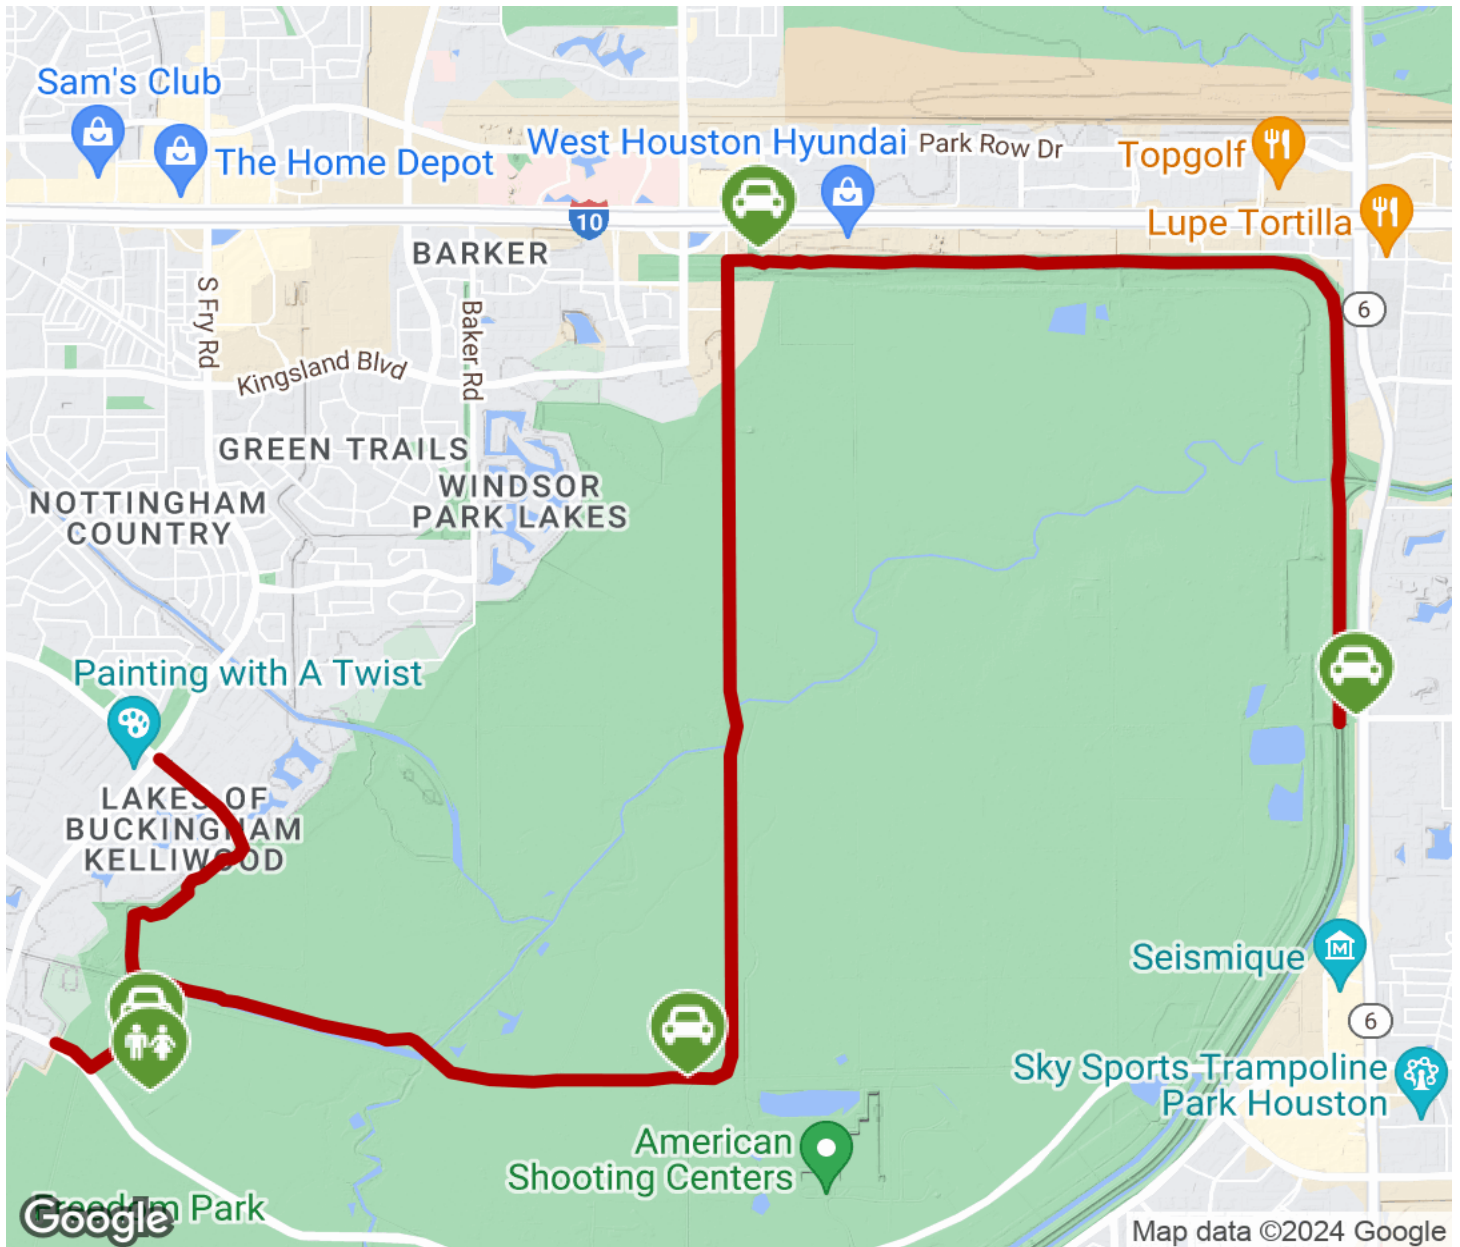 Sam's Club
The Home Depot
West Houston Hyundai
Park Row Dr
Topgolf
Lupe Tortilla
10
BARKER
S Fry Rd
Baker Rd
6
Kingsland Blvd
GREEN TRAILS
WINDSOR
PARK LAKES
NOTTINGHAM
COUNTRY
Painting with A Twist
LAKES OF
BUCKINGHAM
KELLIWOOD
Seismique
M
6
Sky Sports Trampoline
Park Houston
American
Shooting Centers
Freedom Park
Google
Map data ©2024 Google